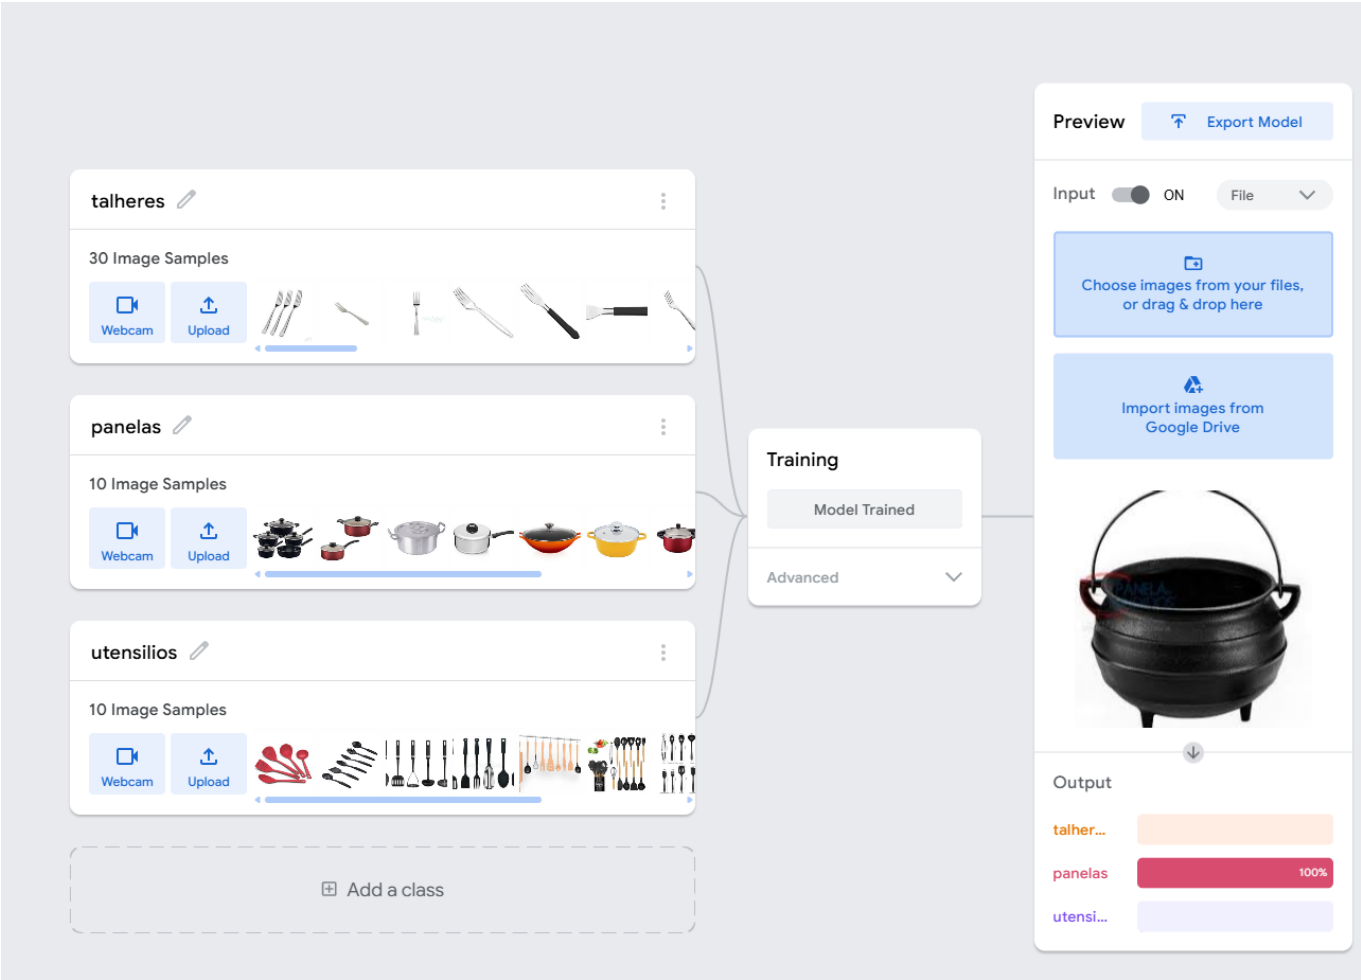 talheres
30 Image Samples
Webcam
Upload
panelas
10 Image Samples
Webcam
Upload
utensilios
10 Image Samples
Webcam
Upload
Add a class
Training
Model Trained
Advanced
Preview
Export Model
Input
ON
File
Choose images from your files,
or drag & drop here
Import images from
Google Drive
PANELA
Output
talher...
panelas
100%
utensi...